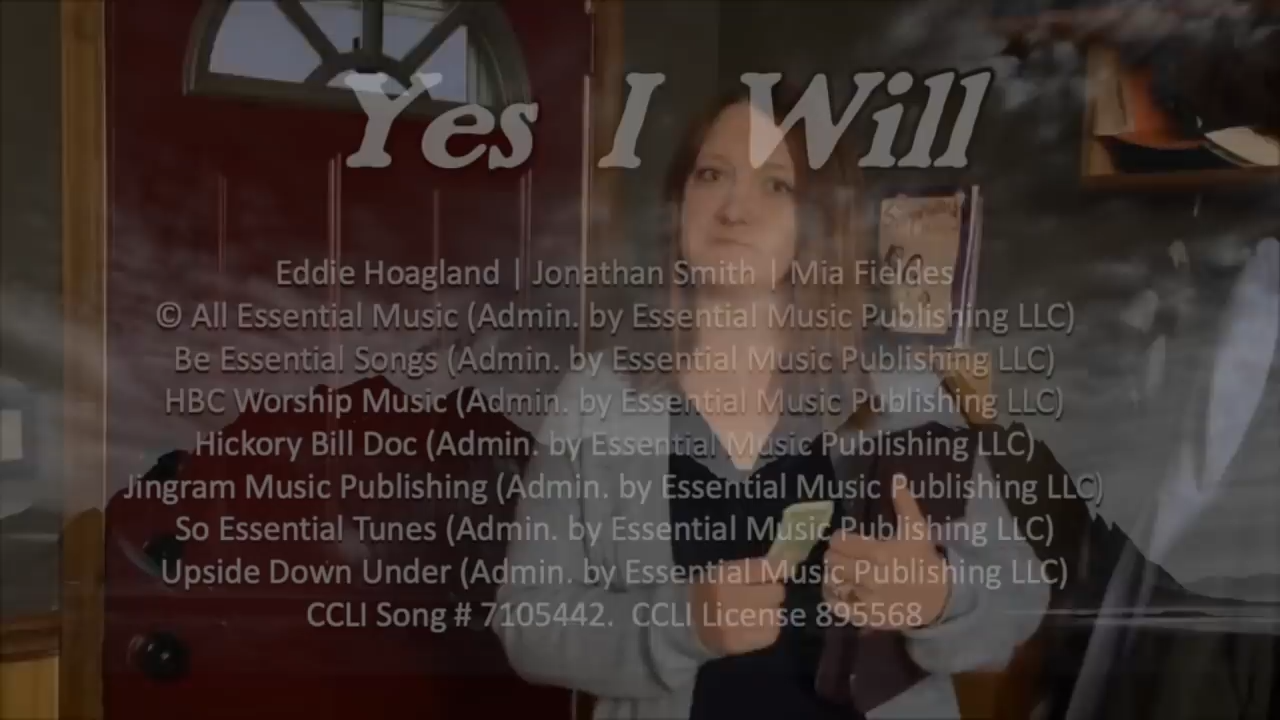 Yes I Will
Eddie Hoagland | Jonathan Smith | Mia Fieldes
© All Essential Music (Admin. by Essential Music Publishing LLC)
Be Essential Songs (Admin. by Essential Music Publishing LLC)
HBC Worship Music (Admin. by Essential Music Publishing LLC)
Hickory Bill Doc (Admin. by Essential Music Publishing LLC)
Jingram Music Publishing (Admin. by Essential Music Publishing LLC)
So Essential Tunes (Admin. by Essential Music Publishing LLC)
Upside Down Under (Admin. by Essential Music Publishing LLC)
CCLI Song # 7105442. CCLI License 895568